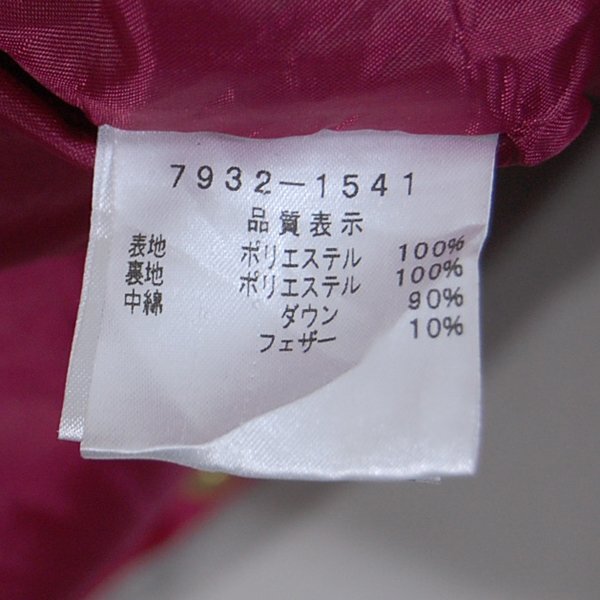 7932-1541
品質表示
表地 ポリエステル 100%
裏地 ポリエステル 100%
中綿 ダウン 90%
フェザー 10%